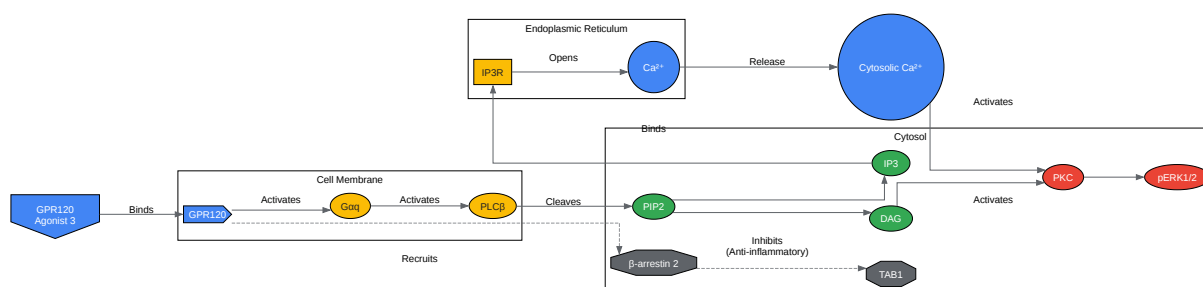 Endoplasmic Reticulum
IP3R
Opens
Ca²⁺
Release
Cytosolic Ca²⁺
Activates
Binds
Cytosol
IP3
Cell Membrane
PKC
pERK1/2
GPR120
Agonist 3
Binds
GPR120
Activates
Gαq
Activates
PLCβ
Cleaves
PIP2
DAG
Activates
Recruits
β-arrestin 2
Inhibits
(Anti-inflammatory)
TAB1